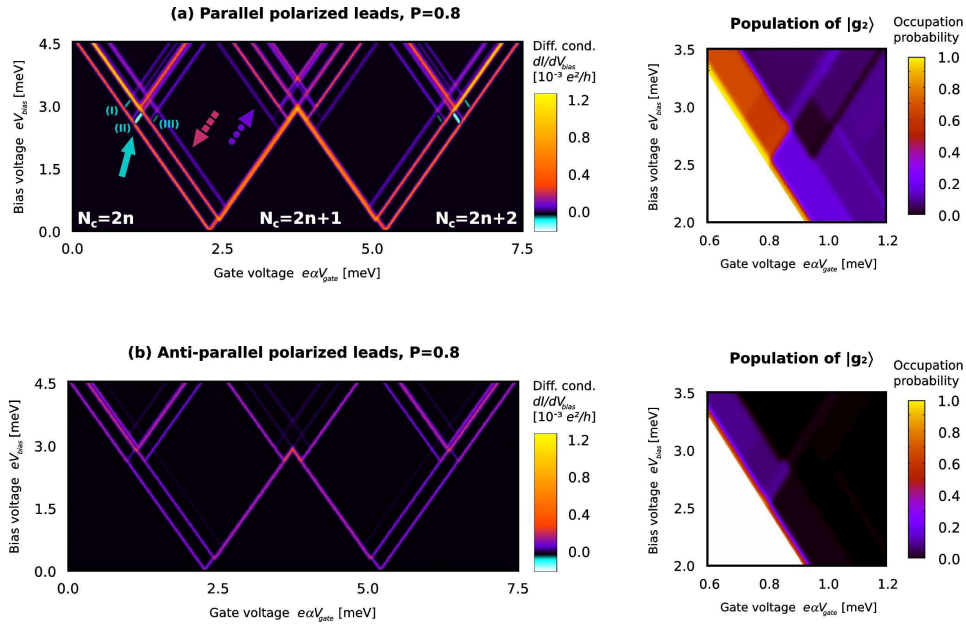 (a) Parallel polarized leads, P=0.8
Bias voltage eV_bias [meV]
4.5
3.0
1.5
0.0
(I)
(II)
(III)
N_c=2n
N_c=2n+1
N_c=2n+2
0.0 2.5 5.0 7.5
Gate voltage eαV_gate [meV]
Diff. cond.
dI/dV_bias
[10⁻³ e²/h]
1.2
0.8
0.4
0.0
Population of |g₂⟩
Bias voltage eV_bias [meV]
3.5
3.0
2.5
2.0
0.6 0.8 1.0 1.2
Gate voltage eαV_gate [meV]
Occupation
probability
1.0
0.8
0.6
0.4
0.2
0.0
(b) Anti-parallel polarized leads, P=0.8
Bias voltage eV_bias [meV]
4.5
3.0
1.5
0.0
0.0 2.5 5.0 7.5
Gate voltage eαV_gate [meV]
Diff. cond.
dI/dV_bias
[10⁻³ e²/h]
1.2
0.8
0.4
0.0
Population of |g₂⟩
Bias voltage eV_bias [meV]
3.5
3.0
2.5
2.0
0.6 0.8 1.0 1.2
Gate voltage eαV_gate [meV]
Occupation
probability
1.0
0.8
0.6
0.4
0.2
0.0